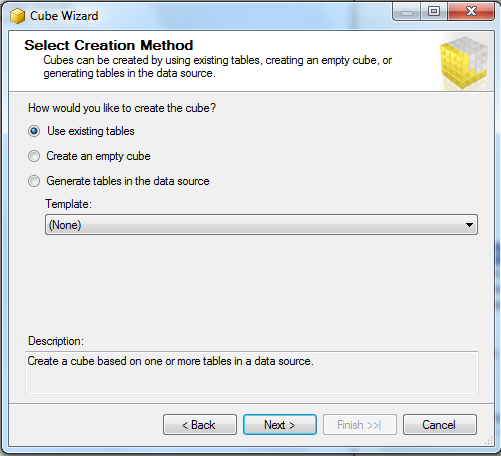 Cube Wizard
Select Creation Method
Cubes can be created by using existing tables, creating an empty cube, or
generating tables in the data source.
How would you like to create the cube?
Use existing tables
Create an empty cube
Generate tables in the data source
Template:
(None)
Description:
Create a cube based on one or more tables in a data source.
< Back Next > Finish >>| Cancel